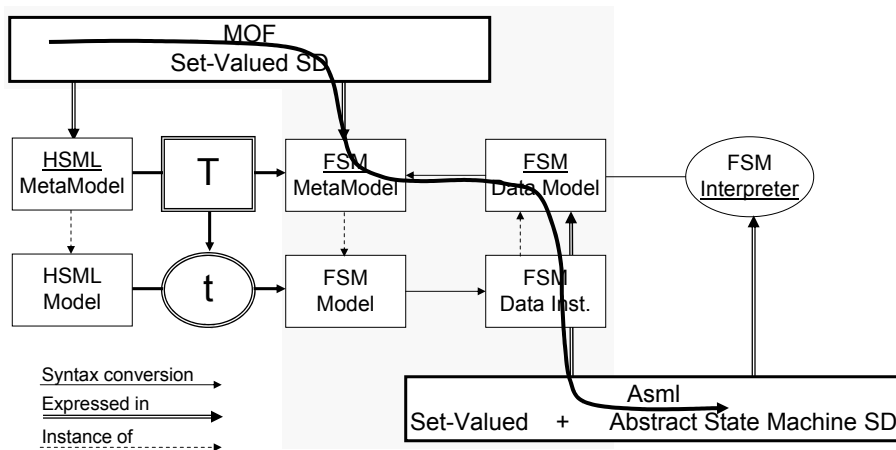 MOF
Set-Valued SD
HSML
MetaModel
T
FSM
MetaModel
FSM
Data Model
FSM
Interpreter
HSML
Model
t
FSM
Model
FSM
Data Inst.
Syntax conversion
Expressed in
Instance of
Asml
Set-Valued + Abstract State Machine SD